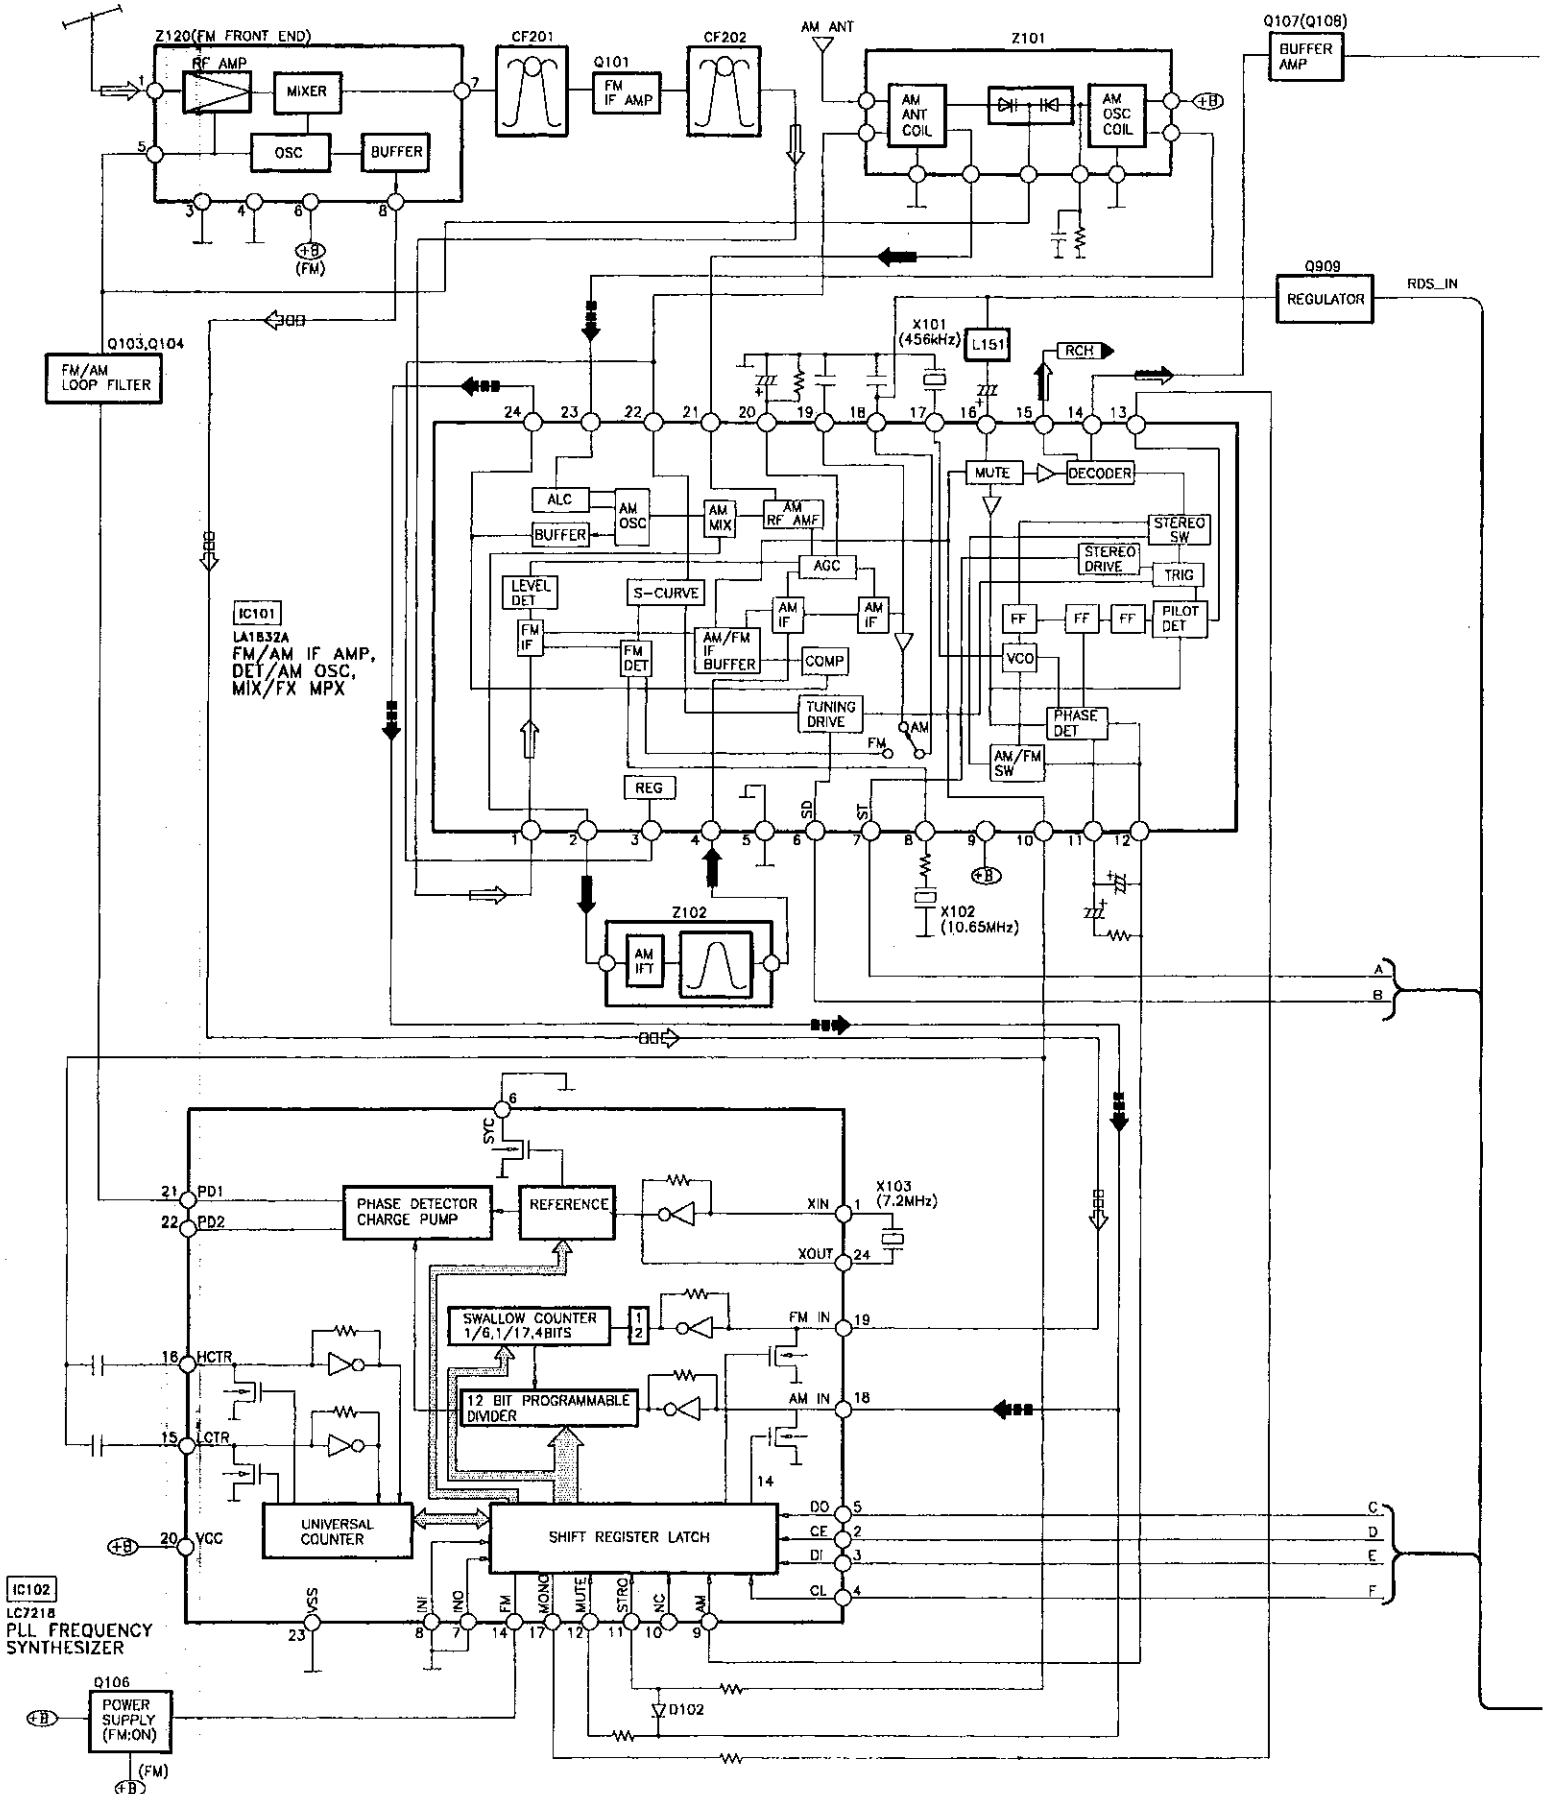 Z120(FM FRONT END)
RF AMP
MIXER
OSC
BUFFER
1
5
7
3
4
6
8
+B
(FM)
CF201
Q101
FM
IF AMP
CF202
AM ANT
Z101
AM
ANT
COIL
AM
OSC
COIL
+B
Q107(Q108)
BUFFER
AMP
Q909
REGULATOR
RDS_IN
Q103,Q104
FM/AM
LOOP FILTER
X101
(456kHz)
L151
RCH
24
23
22
21
20
19
18
17
16
15
14
13
ALC
BUFFER
AM
OSC
AM
MIX
AM
RF AMF
MUTE
DECODER
STEREO
SW
STEREO
DRIVE
TRIG
LEVEL
DET
S-CURVE
AGC
AM
IF
AM
IF
FM
IF
FM
DET
AM/FM
IF
BUFFER
COMP
FF
FF
FF
PILOT
DET
VCO
TUNING
DRIVE
PHASE
DET
FM
AM
AM/FM
SW
REG
SD
ST
1
2
3
4
5
6
7
8
9
10
11
12
+B
IC101
LA1832A
FM/AM IF AMP,
DET/AM OSC,
MIX/FX MPX
X102
(10.65MHz)
Z102
AM
IFT
A
B
6
SYC
21
PD1
22
PD2
PHASE DETECTOR
CHARGE PUMP
REFERENCE
XIN
1
X103
(7.2MHz)
XOUT
24
SWALLOW COUNTER
1/6,1/17,4BITS
1
2
FM IN
19
16
HCTR
12 BIT PROGRAMMABLE
DIVIDER
AM IN
18
15
LCTR
14
UNIVERSAL
COUNTER
SHIFT REGISTER LATCH
DO
5
C
CE
2
D
DI
3
E
CL
4
F
+B
20
VCC
IC102
LC7218
PLL FREQUENCY
SYNTHESIZER
VSS
INI
INO
FM
MONO
MUTE
STRO
NC
AM
23
8
7
14
17
12
11
10
9
D102
Q106
POWER
SUPPLY
(FM:ON)
+B
(FM)
+B